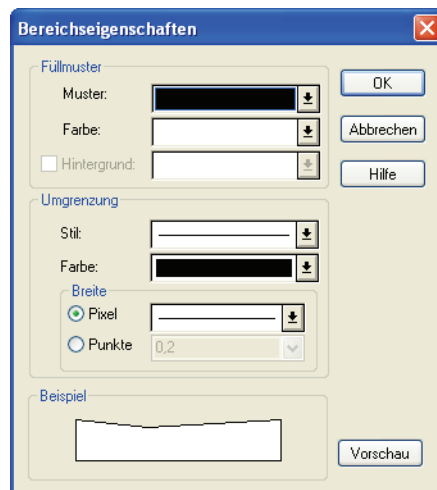 Bereichseigenschaften
Füllmuster
Muster:
OK
Farbe:
Abbrechen
Hintergrund:
Hilfe
Umgrenzung
Stil:
Farbe:
Breite
Pixel
Punkte
0,2
Beispiel
Vorschau